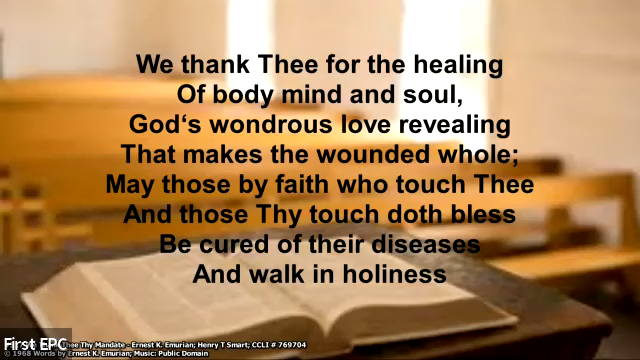 We thank Thee for the healing
Of body mind and soul,
God‘s wondrous love revealing
That makes the wounded whole;
May those by faith who touch Thee
And those Thy touch doth bless
Be cured of their diseases
And walk in holiness
First EPC
Thee Thy Mandate - Ernest K. Emurian; Henry T Smart; CCLI # 769704
© 1968 Words by Ernest K. Emurian; Music: Public Domain